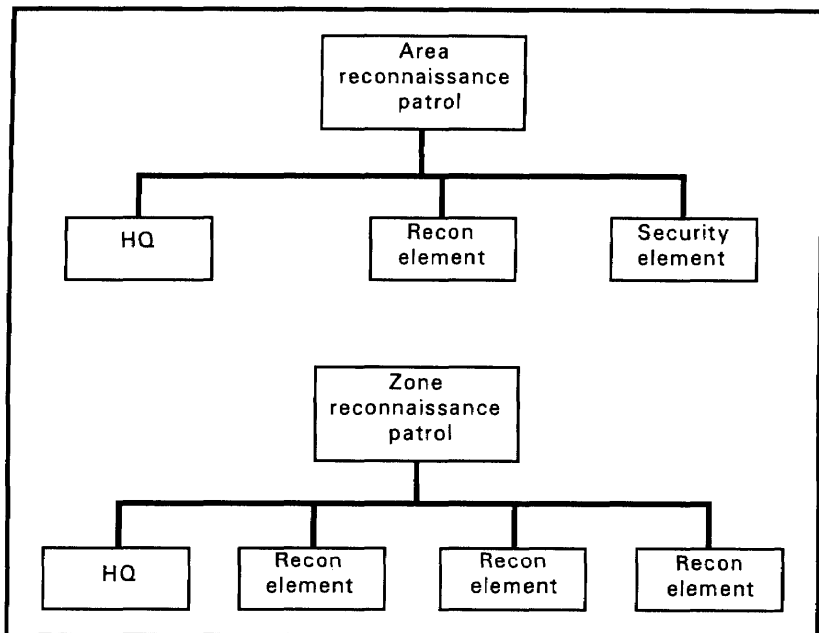 Area
reconnaissance
patrol
HQ
Recon
element
Security
element
Zone
reconnaissance
patrol
HQ
Recon
element
Recon
element
Recon
element